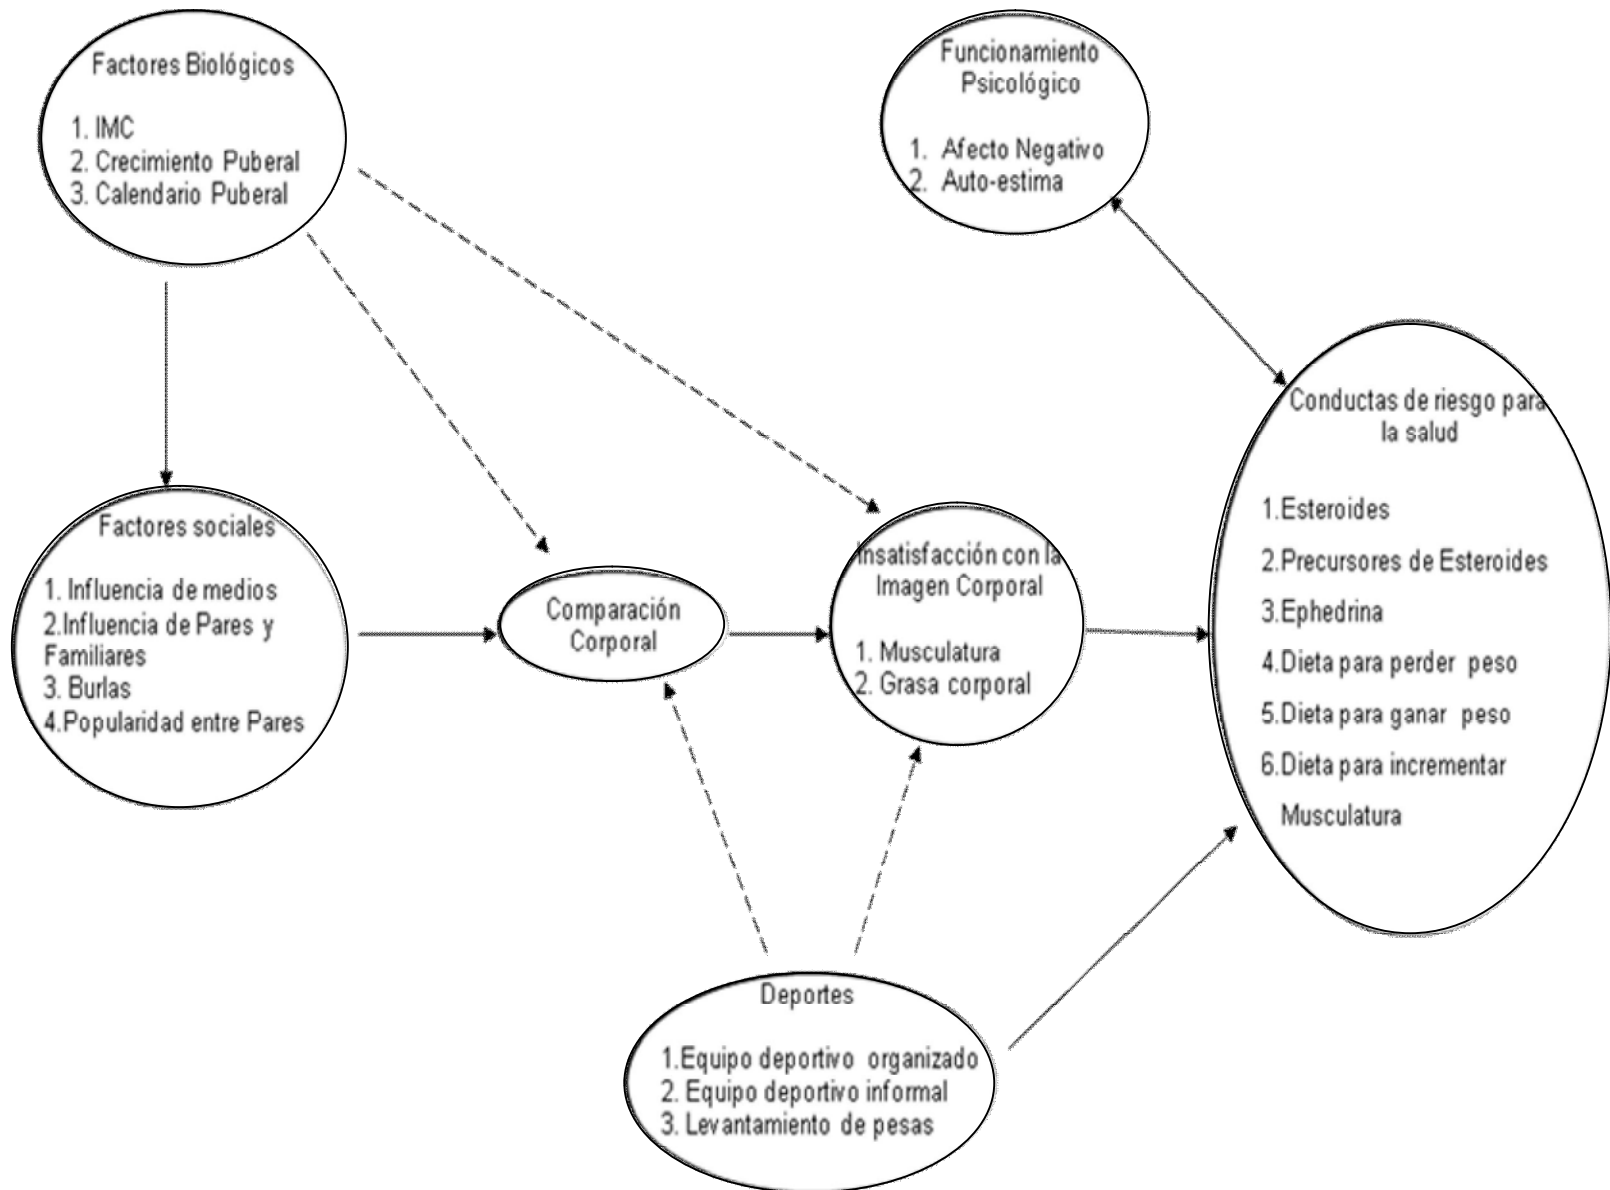 Factores Biológicos
1. IMC
2. Crecimiento Puberal
3. Calendario Puberal
Funcionamiento
Psicológico
1. Afecto Negativo
2. Auto-estima
Factores sociales
1. Influencia de medios
2.Influencia de Pares y
Familiares
3. Burlas
4.Popularidad entre Pares
Comparación
Corporal
Insatisfacción con la
Imagen Corporal
1. Musculatura
2. Grasa corporal
Conductas de riesgo para
la salud
1.Esteroides
2.Precursores de Esteroides
3.Ephedrina
4.Dieta para perder peso
5.Dieta para ganar peso
6.Dieta para incrementar
Musculatura
Deportes
1.Equipo deportivo organizado
2. Equipo deportivo informal
3. Levantamiento de pesas